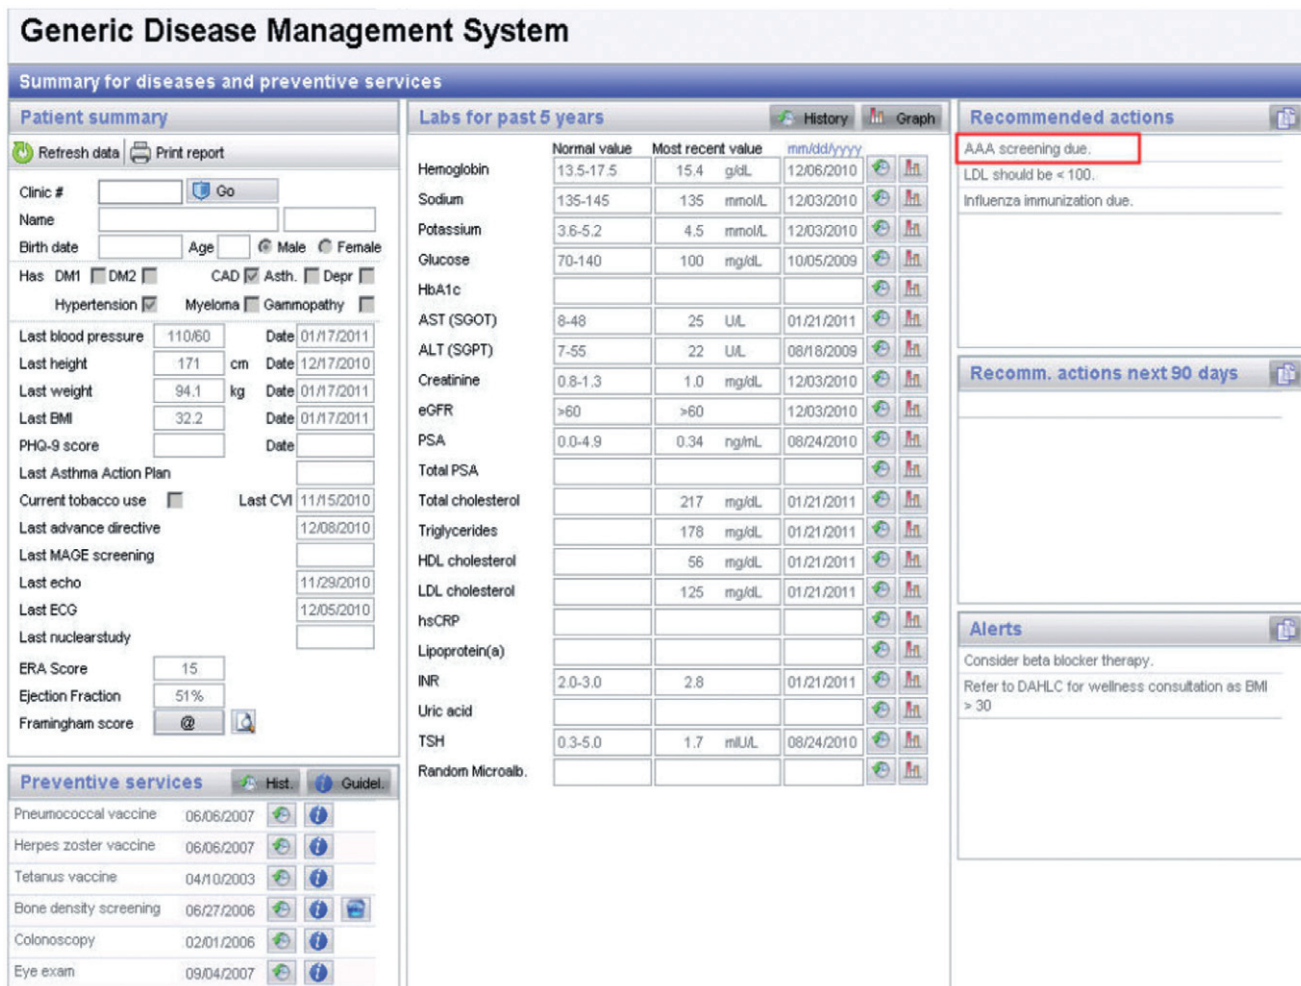 Generic Disease Management System
Summary for diseases and preventive services
Patient summary
Refresh data Print report
Clinic # Go
Name
Birth date Age Male Female
Has DM1 DM2 CAD Asth. Depr
Hypertension Myeloma Gammopathy
Last blood pressure 110/60 Date 01/17/2011
Last height 171 cm Date 12/17/2010
Last weight 94.1 kg Date 01/17/2011
Last BMI 32.2 Date 01/17/2011
PHQ-9 score Date
Last Asthma Action Plan
Current tobacco use Last CVI 11/15/2010
Last advance directive 12/08/2010
Last MAGE screening
Last echo 11/29/2010
Last ECG 12/05/2010
Last nuclearstudy
ERA Score 15
Ejection Fraction 51%
Framingham score @
Preventive services Hist. Guidel.
Pneumococcal vaccine 06/06/2007
Herpes zoster vaccine 06/06/2007
Tetanus vaccine 04/10/2003
Bone density screening 06/27/2006
Colonoscopy 02/01/2006
Eye exam 09/04/2007
Labs for past 5 years History Graph
Normal value Most recent value mm/dd/yyyy
Hemoglobin 13.5-17.5 15.4 g/dL 12/06/2010
Sodium 135-145 135 mmol/L 12/03/2010
Potassium 3.6-5.2 4.5 mmol/L 12/03/2010
Glucose 70-140 100 mg/dL 10/05/2009
HbA1c
AST (SGOT) 8-48 25 U/L 01/21/2011
ALT (SGPT) 7-55 22 U/L 08/18/2009
Creatinine 0.8-1.3 1.0 mg/dL 12/03/2010
eGFR >60 >60 12/03/2010
PSA 0.0-4.9 0.34 ng/mL 08/24/2010
Total PSA
Total cholesterol 217 mg/dL 01/21/2011
Triglycerides 178 mg/dL 01/21/2011
HDL cholesterol 56 mg/dL 01/21/2011
LDL cholesterol 125 mg/dL 01/21/2011
hsCRP
Lipoprotein(a)
INR 2.0-3.0 2.8 01/21/2011
Uric acid
TSH 0.3-5.0 1.7 mIU/L 08/24/2010
Random Microalb.
Recommended actions
AAA screening due.
LDL should be < 100.
Influenza immunization due.
Recomm. actions next 90 days
Alerts
Consider beta blocker therapy.
Refer to DAHLC for wellness consultation as BMI
> 30